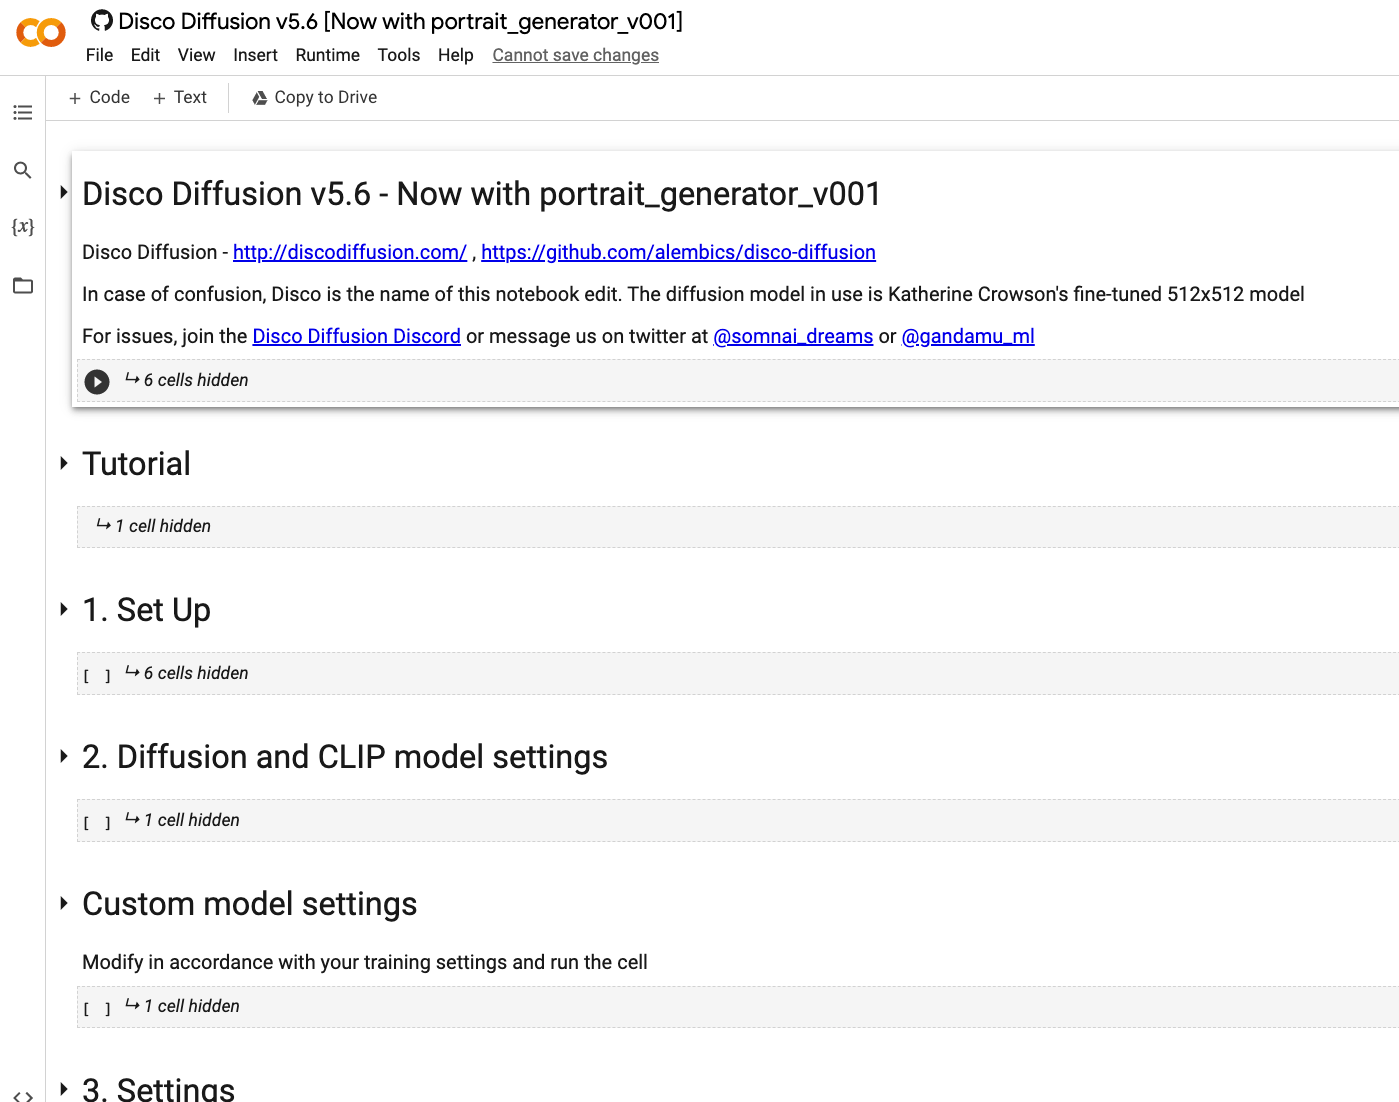 Disco Diffusion v5.6 [Now with portrait_generator_v001]
File Edit View Insert Runtime Tools Help Cannot save changes
+ Code + Text Copy to Drive
{x}
Disco Diffusion v5.6 - Now with portrait_generator_v001
Disco Diffusion - http://discodiffusion.com/ , https://github.com/alembics/disco-diffusion
In case of confusion, Disco is the name of this notebook edit. The diffusion model in use is Katherine Crowson's fine-tuned 512x512 model
For issues, join the Disco Diffusion Discord or message us on twitter at @somnai_dreams or @gandamu_ml
↳ 6 cells hidden
Tutorial
↳ 1 cell hidden
1. Set Up
[ ] ↳ 6 cells hidden
2. Diffusion and CLIP model settings
[ ] ↳ 1 cell hidden
Custom model settings
Modify in accordance with your training settings and run the cell
[ ] ↳ 1 cell hidden
3. Settings